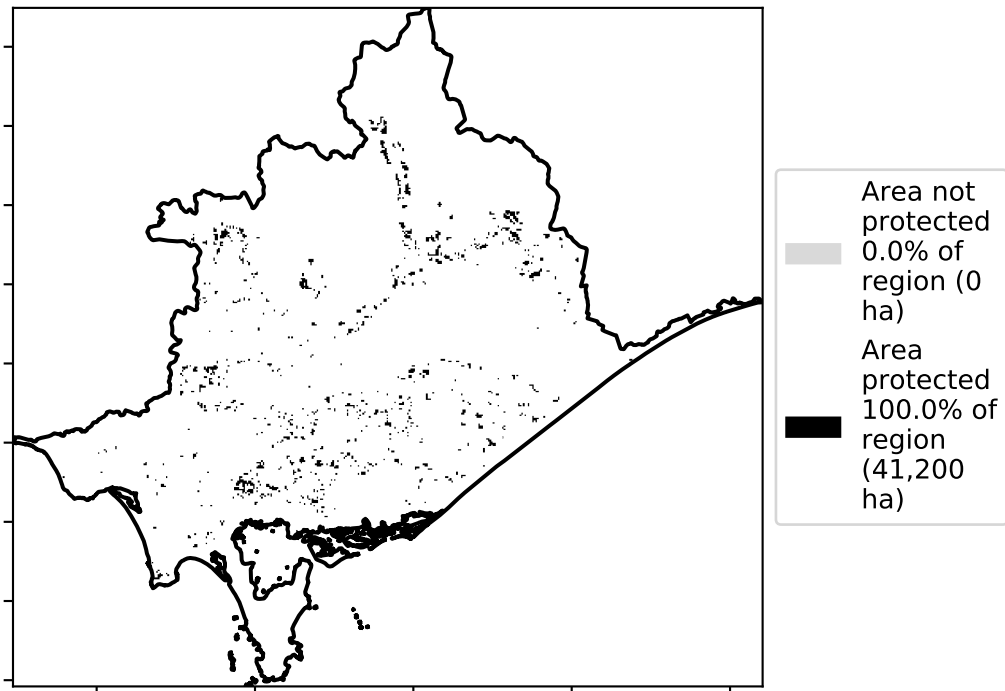 Area not
protected
0.0% of
region (0
ha)
Area
protected
100.0% of
region
(41,200
ha)